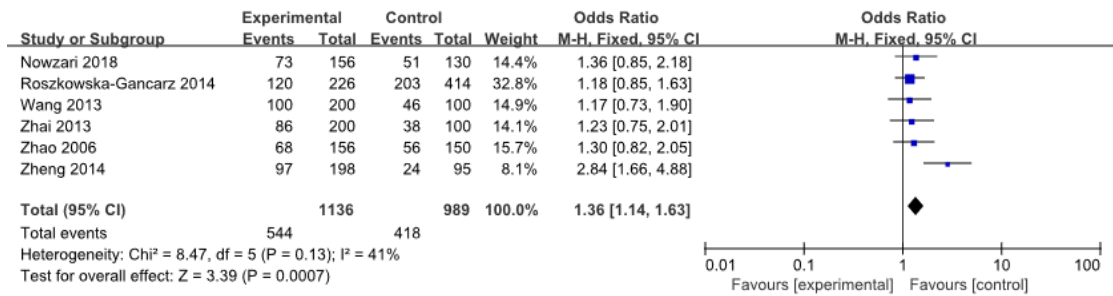 Experimental Control Odds Ratio Odds Ratio
Study or Subgroup Events Total Events Total Weight M-H, Fixed, 95% CI M-H, Fixed, 95% CI
Nowzari 2018 73 156 51 130 14.4% 1.36 [0.85, 2.18]
Roszkowska-Gancarz 2014 120 226 203 414 32.8% 1.18 [0.85, 1.63]
Wang 2013 100 200 46 100 14.9% 1.17 [0.73, 1.90]
Zhai 2013 86 200 38 100 14.1% 1.23 [0.75, 2.01]
Zhao 2006 68 156 56 150 15.7% 1.30 [0.82, 2.05]
Zheng 2014 97 198 24 95 8.1% 2.84 [1.66, 4.88]
Total (95% CI) 1136 989 100.0% 1.36 [1.14, 1.63]
Total events 544 418
Heterogeneity: Chi² = 8.47, df = 5 (P = 0.13); I² = 41%
Test for overall effect: Z = 3.39 (P = 0.0007)
0.01 0.1 1 10 100
Favours [experimental] Favours [control]